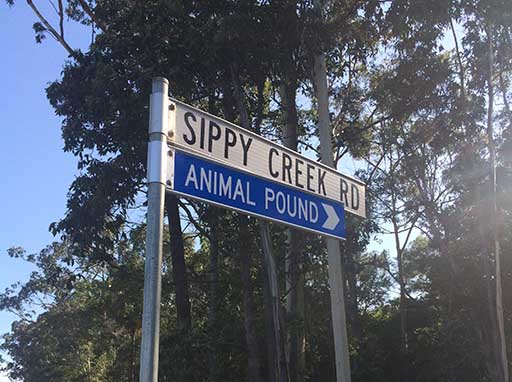 SIPPY CREEK RD
ANIMAL POUND